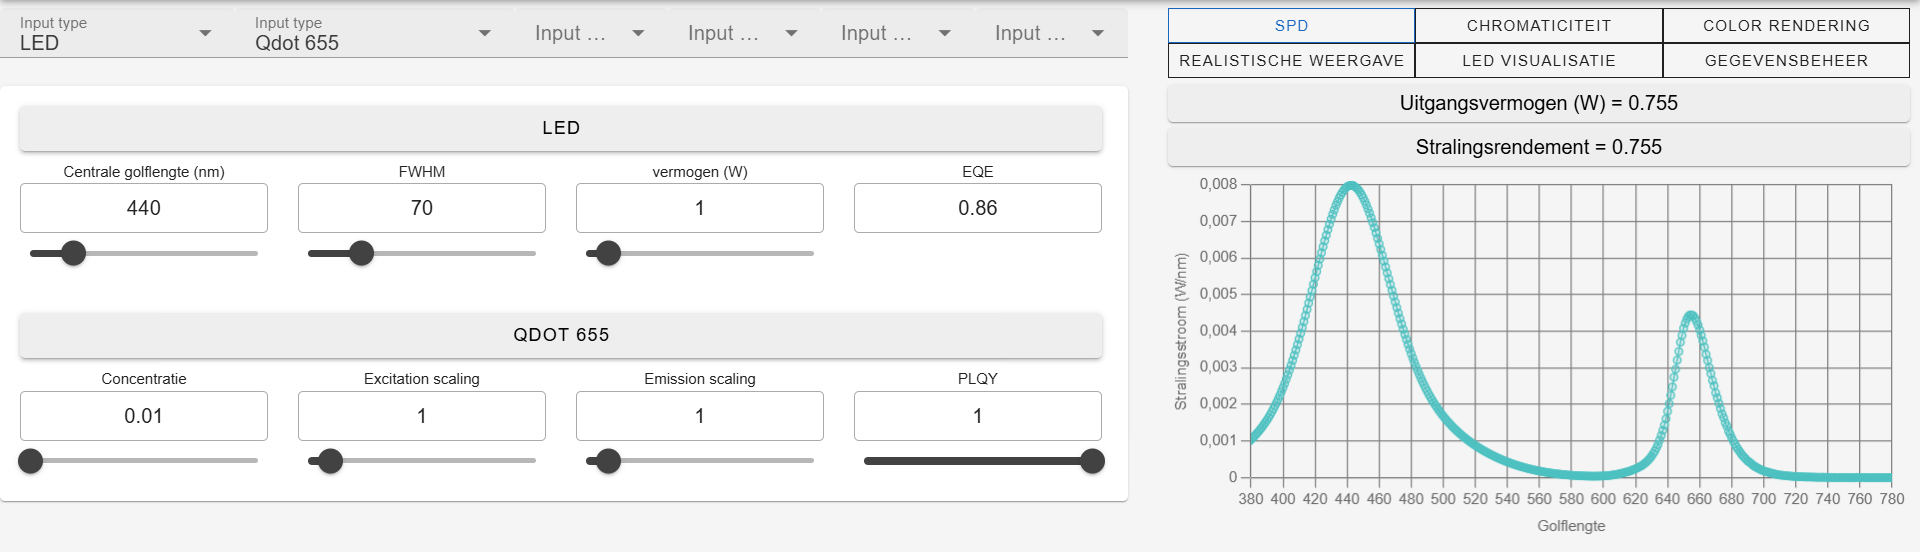 Input type
LED
Input type
Qdot 655
Input ...
Input ...
Input ...
Input ...
LED
Centrale golflengte (nm)
FWHM
vermogen (W)
EQE
440
70
1
0.86
QDOT 655
Concentratie
Excitation scaling
Emission scaling
PLQY
0.01
1
1
1
SPD
CHROMATICITEIT
COLOR RENDERING
REALISTISCHE WEERGAVE
LED VISUALISATIE
GEGEVENSBEHEER
Uitgangsvermogen (W) = 0.755
Stralingsrendement = 0.755
Stralingsstroom (W/nm)
0,008
0,007
0,006
0,005
0,004
0,003
0,002
0,001
0
380 400 420 440 460 480 500 520 540 560 580 600 620 640 660 680 700 720 740 760 780
Golflengte